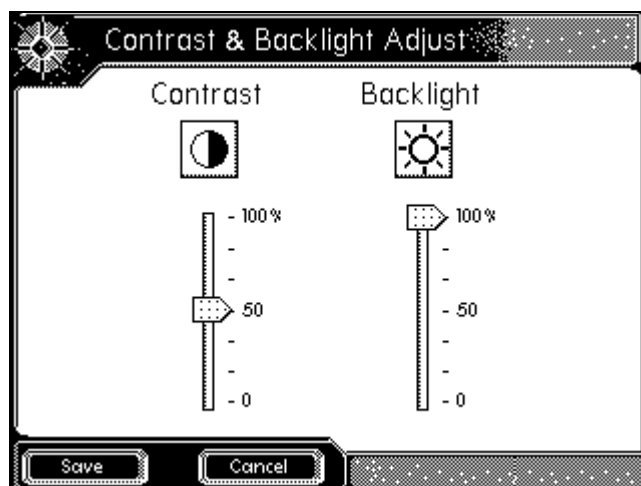 Contrast & Backlight Adjust
Contrast Backlight
- 100% - 100%
- 50 - 50
- 0 - 0
Save Cancel